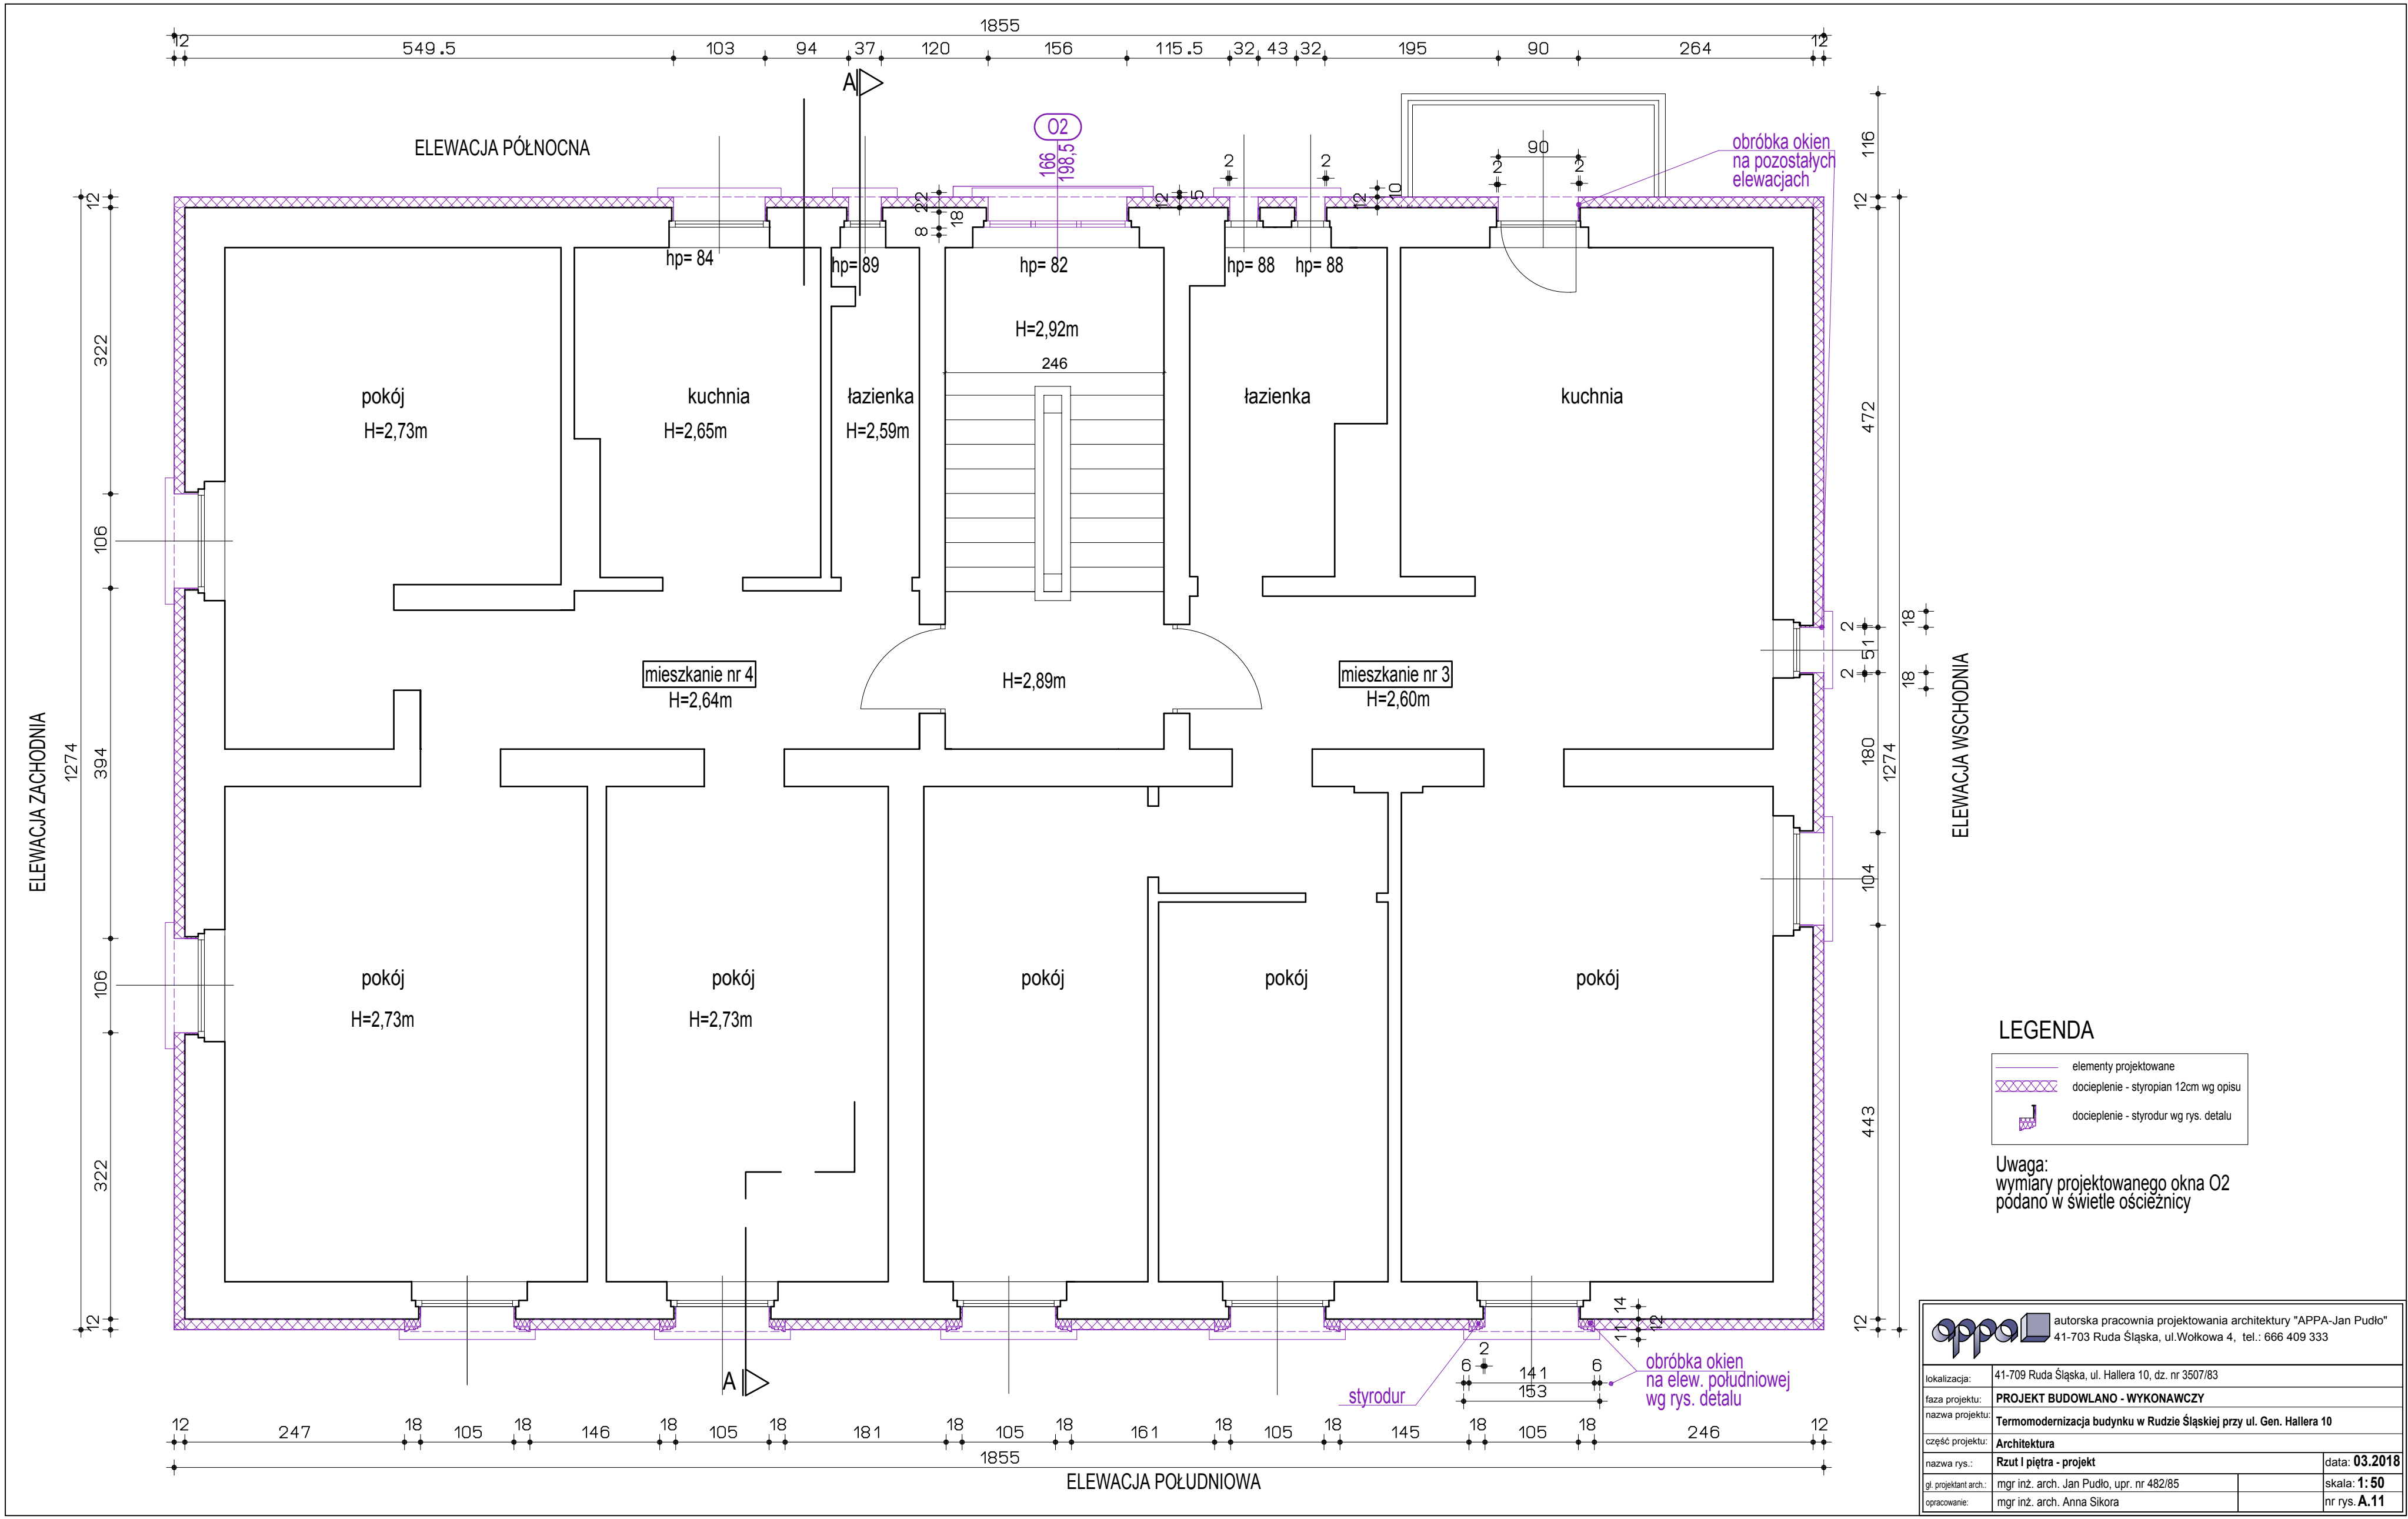 1855
12 549.5 103 94 37 120 156 115.5 32 43 32 195 90 264 12
A
ELEWACJA PÓŁNOCNA
O2
166
198,5
2 2
90
2 2
obróbka okien
na pozostałych
elewacjach
116
12
22
18
8
12
5
12
10
12
hp= 84
hp= 89
hp= 82
hp= 88
hp= 88
H=2,92m
246
322
pokój
H=2,73m
kuchnia
H=2,65m
łazienka
H=2,59m
łazienka
kuchnia
472
106
2
51
2
18
18
mieszkanie nr 4
H=2,64m
H=2,89m
mieszkanie nr 3
H=2,60m
ELEWACJA ZACHODNIA
1274
394
180
1274
ELEWACJA WSCHODNIA
104
106
pokój
H=2,73m
pokój
H=2,73m
pokój
pokój
pokój
322
443
12
12
14
12
11
A
styrodur
2
6 141 6
153
obróbka okien
na elew. południowej
wg rys. detalu
12 247 18 105 18 146 18 105 18 181 18 105 18 161 18 105 18 145 18 105 18 246 12
1855
ELEWACJA POŁUDNIOWA
LEGENDA
elementy projektowane
docieplenie - styropian 12cm wg opisu
docieplenie - styrodur wg rys. detalu
Uwaga:
wymiary projektowanego okna O2
podano w świetle ościeżnicy
appa
autorska pracownia projektowania architektury "APPA-Jan Pudło"
41-703 Ruda Śląska, ul.Wołkowa 4, tel.: 666 409 333
lokalizacja: 41-709 Ruda Śląska, ul. Hallera 10, dz. nr 3507/83
faza projektu: PROJEKT BUDOWLANO - WYKONAWCZY
nazwa projektu: Termomodernizacja budynku w Rudzie Śląskiej przy ul. Gen. Hallera 10
część projektu: Architektura
nazwa rys.: Rzut I piętra - projekt data: 03.2018
gł. projektant arch.: mgr inż. arch. Jan Pudło, upr. nr 482/85 skala: 1:50
opracowanie: mgr inż. arch. Anna Sikora nr rys. A.11